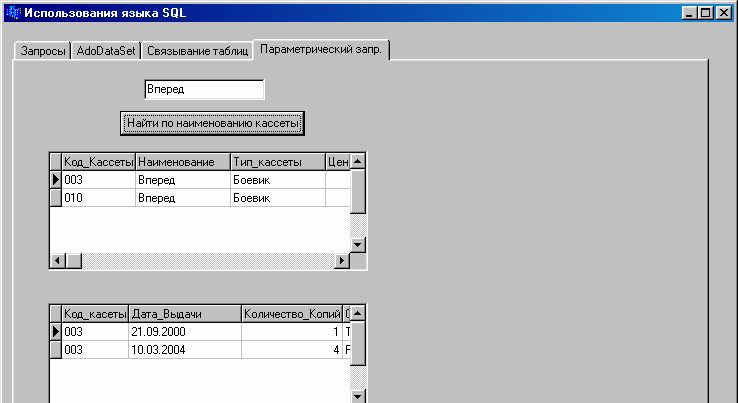 Использования языка SQL
Запросы AdoDataSet Связывание таблиц Параметрический запр.
Вперед
Найти по наименованию кассеты
Код_Кассеты Наименование Тип_кассеты Цен
003 Вперед Боевик
010 Вперед Боевик
Код_касеты Дата_Выдачи Количество_Копий
003 21.09.2000 1
003 10.03.2004 4